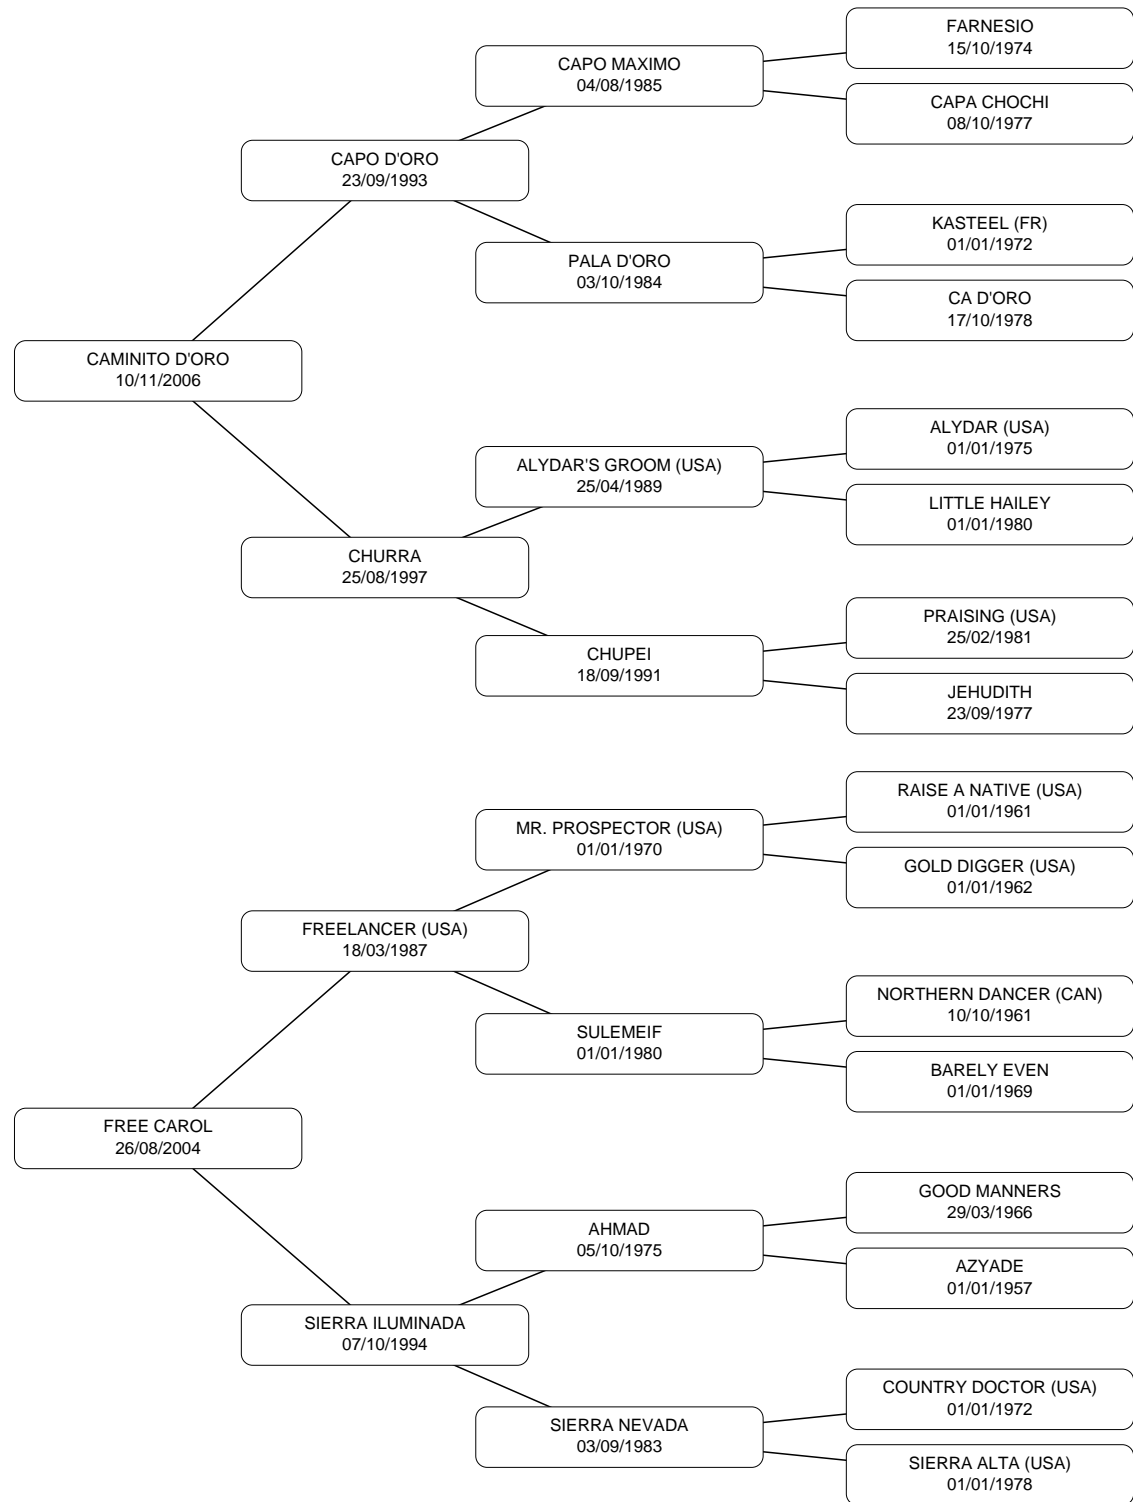 FARNESIO
15/10/1974
CAPO MAXIMO
04/08/1985
CAPA CHOCHI
08/10/1977
CAPO D'ORO
23/09/1993
KASTEEL (FR)
01/01/1972
PALA D'ORO
03/10/1984
CA D'ORO
17/10/1978
CAMINITO D'ORO
10/11/2006
ALYDAR (USA)
01/01/1975
ALYDAR'S GROOM (USA)
25/04/1989
LITTLE HAILEY
01/01/1980
CHURRA
25/08/1997
PRAISING (USA)
25/02/1981
CHUPEI
18/09/1991
JEHUDITH
23/09/1977
RAISE A NATIVE (USA)
01/01/1961
MR. PROSPECTOR (USA)
01/01/1970
GOLD DIGGER (USA)
01/01/1962
FREELANCER (USA)
18/03/1987
NORTHERN DANCER (CAN)
10/10/1961
SULEMEIF
01/01/1980
BARELY EVEN
01/01/1969
FREE CAROL
26/08/2004
GOOD MANNERS
29/03/1966
AHMAD
05/10/1975
AZYADE
01/01/1957
SIERRA ILUMINADA
07/10/1994
COUNTRY DOCTOR (USA)
01/01/1972
SIERRA NEVADA
03/09/1983
SIERRA ALTA (USA)
01/01/1978